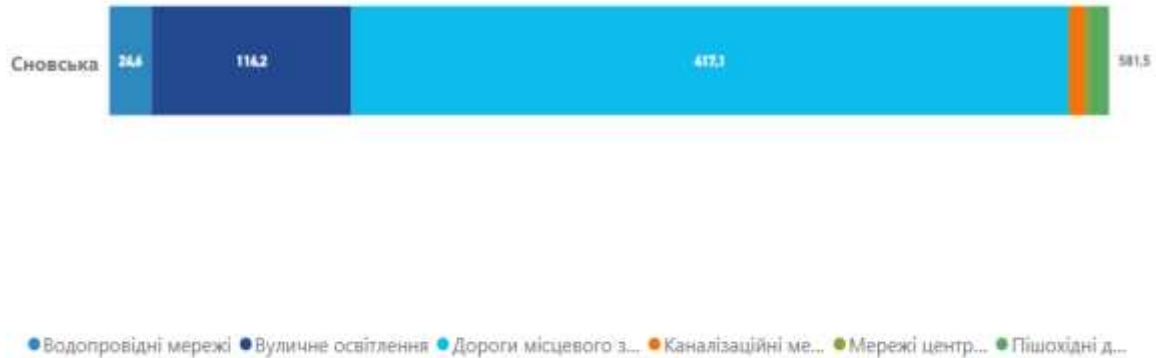 Сновська 24,6 116,2 417,1 581,5
Водопровідні мережі Вуличне освітлення Дороги місцевого з... Каналізаційні ме... Мережі центр... Пішохідні д...